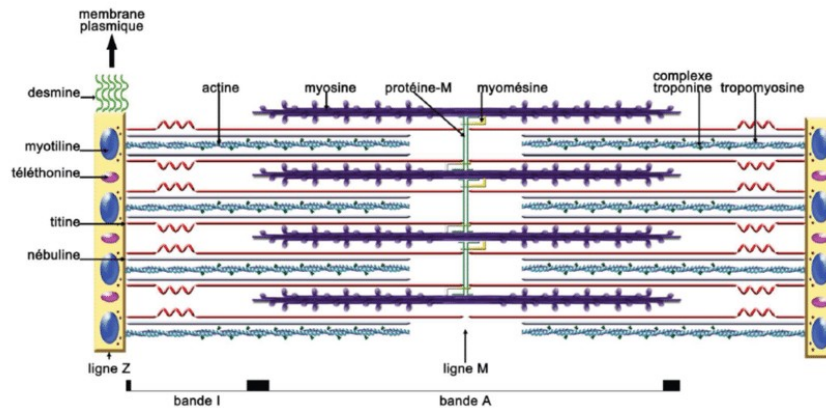 membrane
plasmique
desmine
actine
myosine
protéine-M
myomésine
complexe
troponine
tropomyosine
myotiline
téléthonine
titine
nébuline
ligne Z
ligne M
bande I
bande A